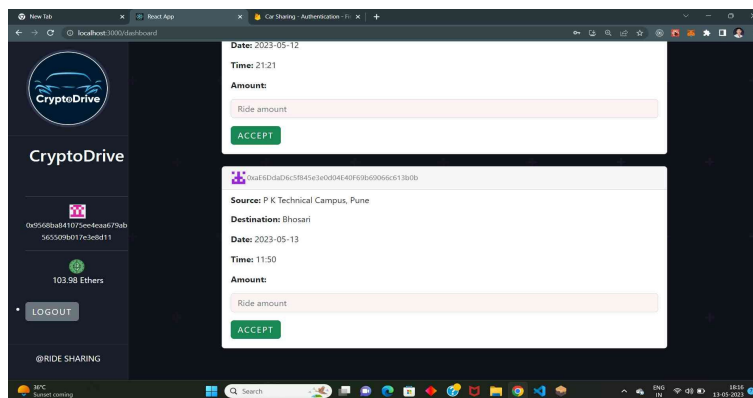 New Tab
React App
Car Sharing - Authentication - Fi
localhost:3000/dashboard
CryptoDrive
CryptoDrive
0x9568ba841075ee4eaa679ab
565509b017e3e8d11
103.98 Ethers
LOGOUT
@RIDE SHARING
Date: 2023-05-12
Time: 21:21
Amount:
Ride amount
ACCEPT
0xaE6DdaD6c5f845e3e0d04E40F69b69066c613b0b
Source: P K Technical Campus, Pune
Destination: Bhosari
Date: 2023-05-13
Time: 11:50
Amount:
Ride amount
ACCEPT
36°C
Sunset coming
Search
ENG
IN
18:16
13-05-2023